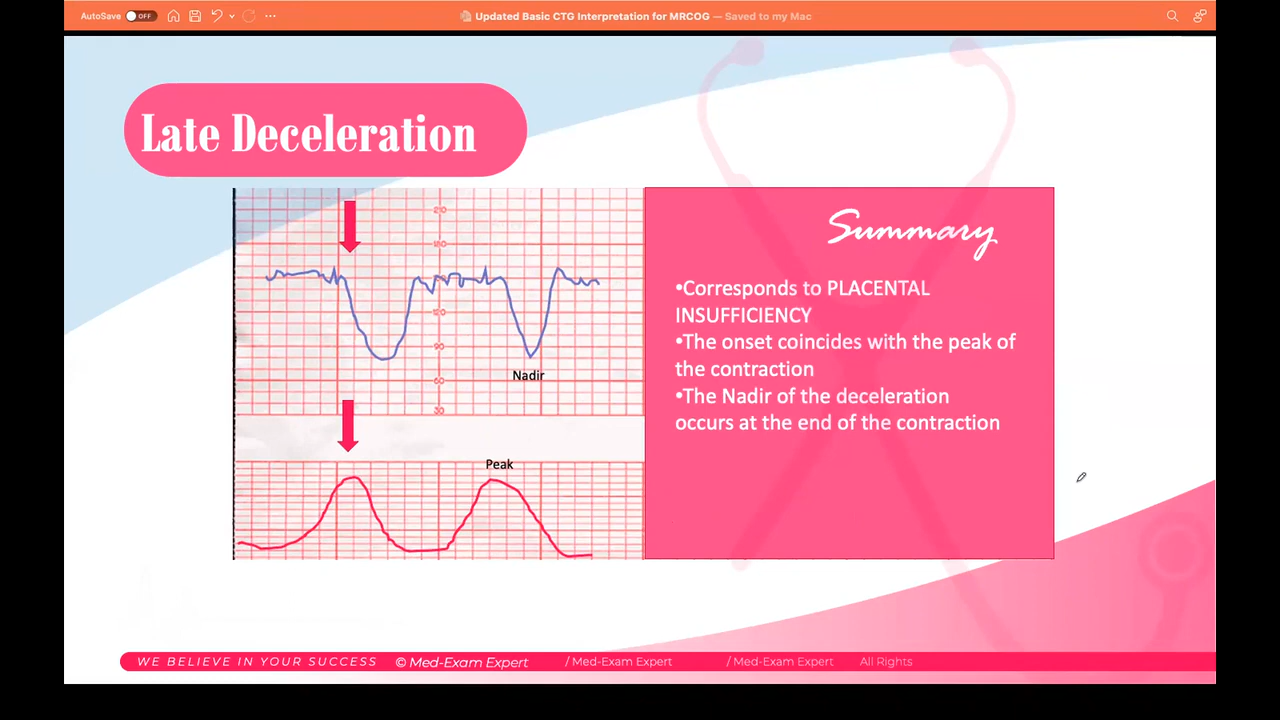 AutoSave OFF
Updated Basic CTG Interpretation for MRCOG — Saved to my Mac
Late Deceleration
Summary
•Corresponds to PLACENTAL
INSUFFICIENCY
•The onset coincides with the peak of
the contraction
•The Nadir of the deceleration
occurs at the end of the contraction
Nadir
Peak
WE BELIEVE IN YOUR SUCCESS © Med-Exam Expert / Med-Exam Expert / Med-Exam Expert All Rights